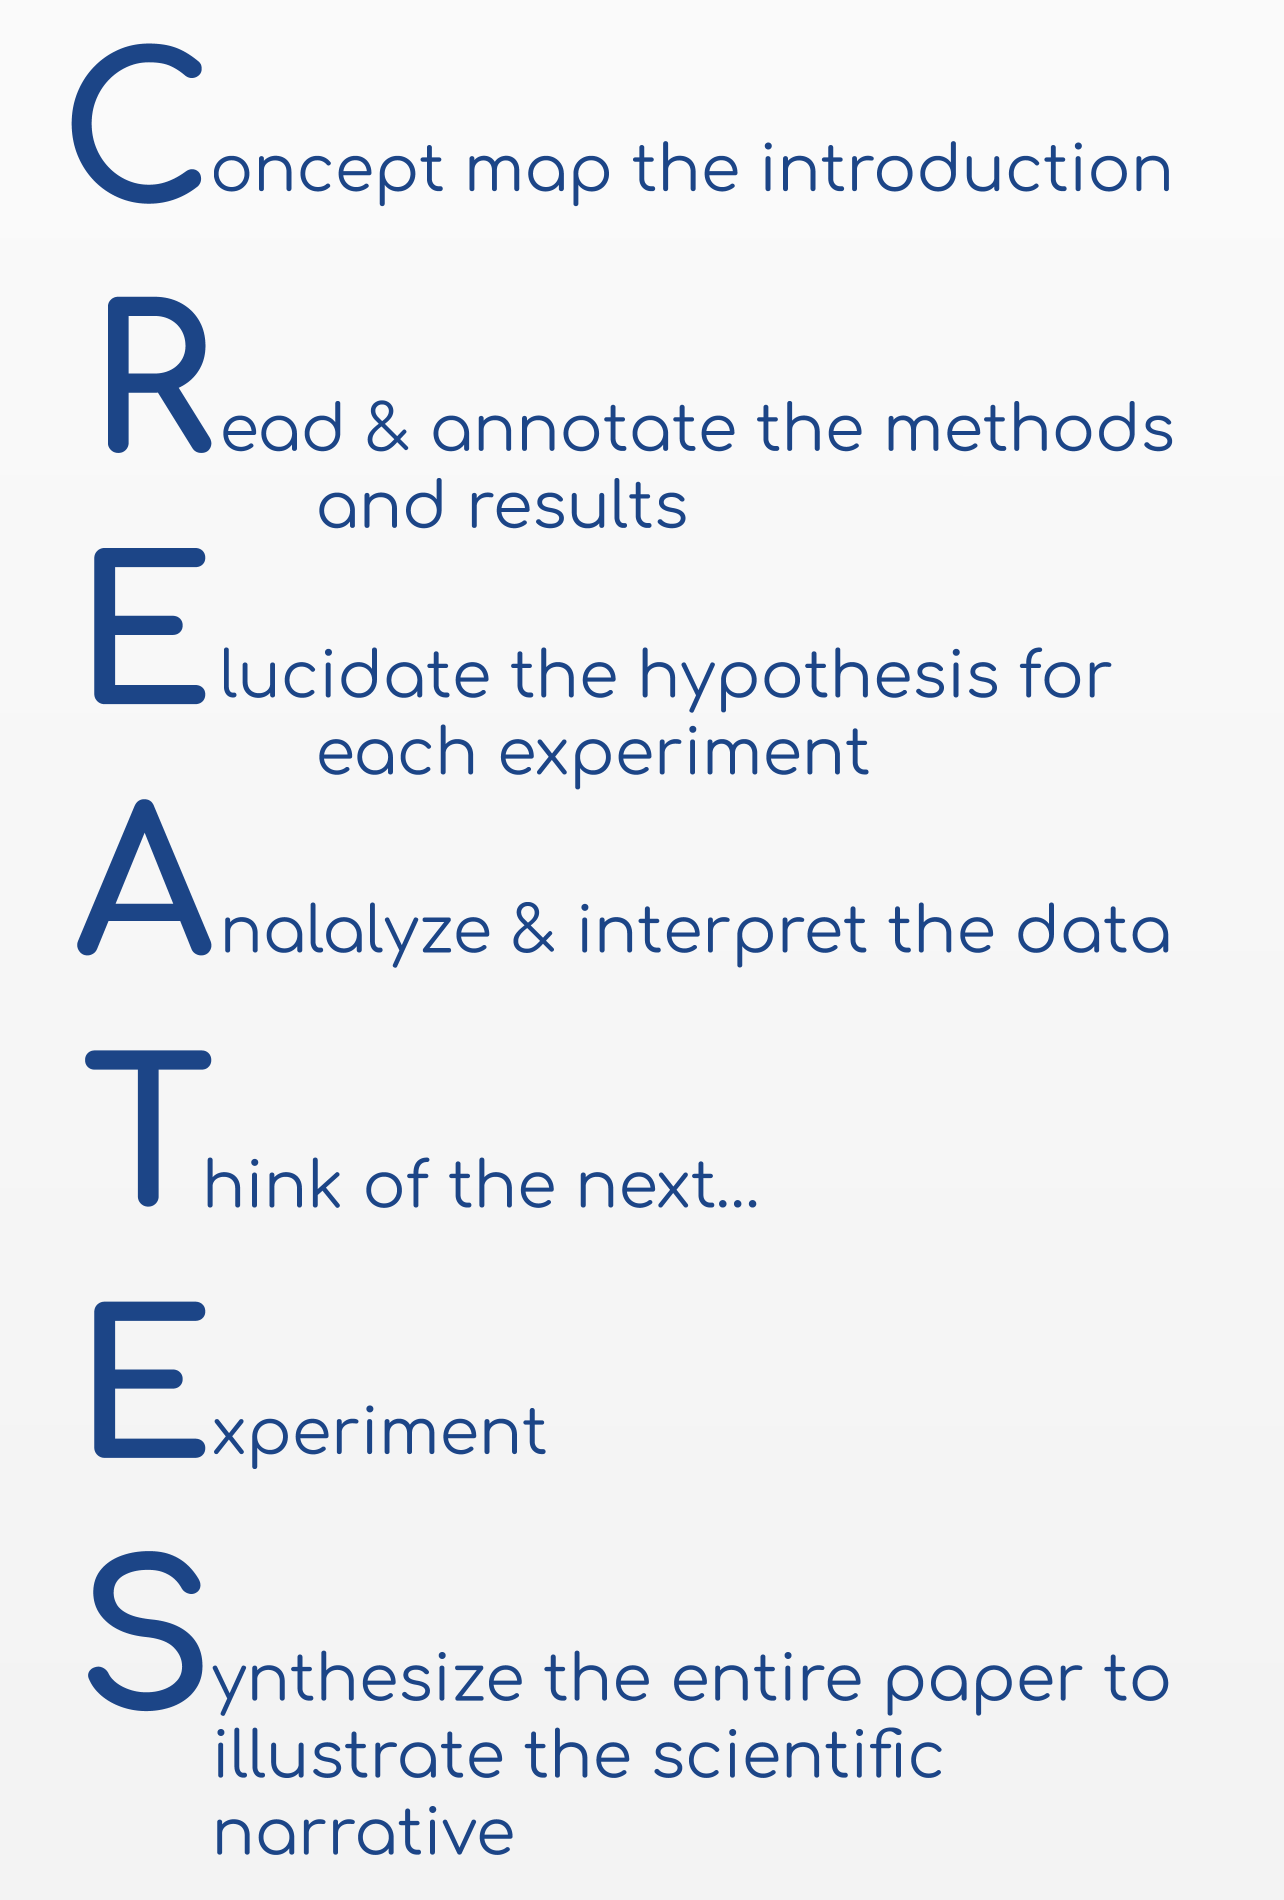 Concept map the introduction
Read & annotate the methods
and results
Elucidate the hypothesis for
each experiment
Analalyze & interpret the data
Think of the next...
Experiment
Synthesize the entire paper to
illustrate the scientific
narrative